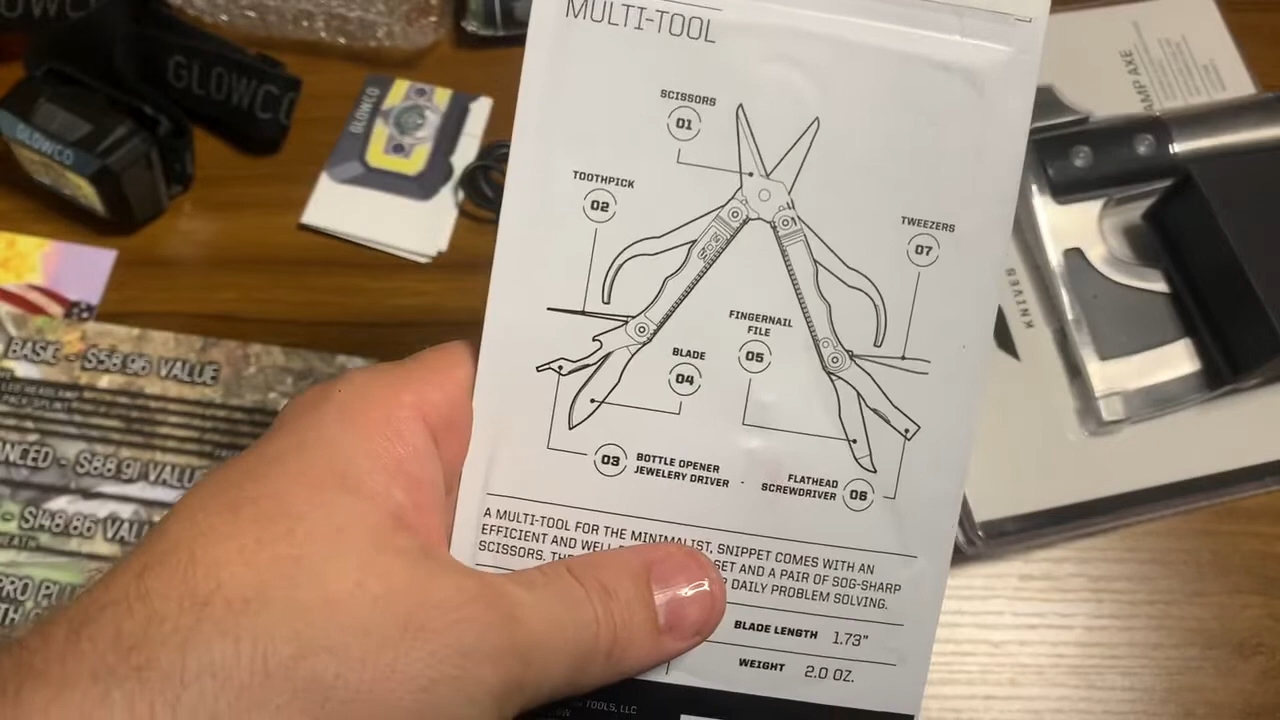 MULTI-TOOL
SCISSORS
01
TOOTHPICK
02
TWEEZERS
07
FINGERNAIL
FILE
05
BLADE
04
03
BOTTLE OPENER
JEWELERY DRIVER
FLATHEAD
SCREWDRIVER
06
SOG
A MULTI-TOOL FOR THE MINIMALIST, SNIPPET COMES WITH AN
EFFICIENT AND SET AND A PAIR OF SOG-SHARP
SCISSORS. DAILY PROBLEM SOLVING.
BLADE LENGTH 1.73"
WEIGHT 2.0 OZ.
TOOLS, LLC
GLOWCO
GLOWCO
GLOWCO
AMP AXE
KNIVES
BASIC - $58.96 VALUE
ANCED - $88.91 VALUE
- $148.86 VALU
PRO PLU